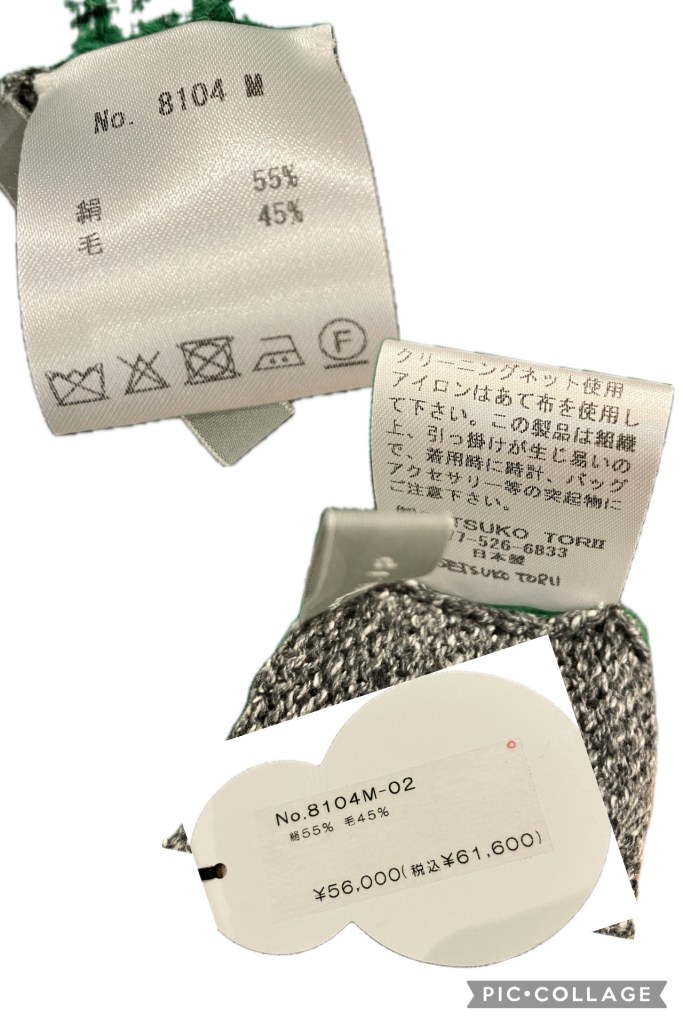 No. 8104 M
55%
絹
45%
毛
F
クリーニングネット使用
アイロンはあて布を使用し
て下さい。この製品は組織
上、引っ掛けが生じ易いの
で、着用時に時計、バッグ
アクセサリー等の突起物に
ご注意下さい。
TSUKO TORII
7-526-6833
日本製
SETSUKO TORII
No.8104M-02
絹55% 毛45%
¥56,000(税込¥61,600)
PIC•COLLAGE